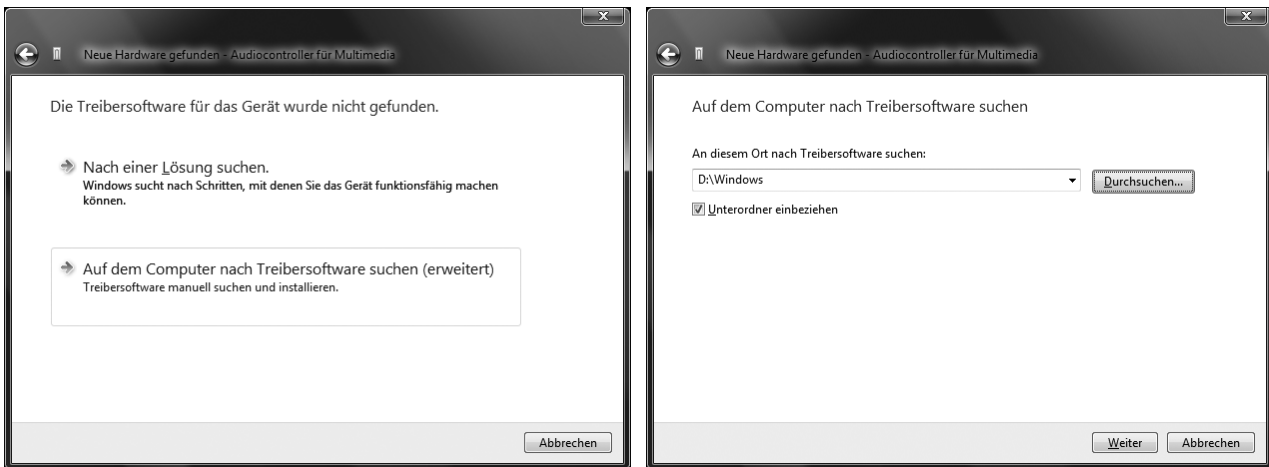 Neue Hardware gefunden - Audiocontroller für Multimedia
Die Treibersoftware für das Gerät wurde nicht gefunden.
Nach einer Lösung suchen.
Windows sucht nach Schritten, mit denen Sie das Gerät funktionsfähig machen
können.
Auf dem Computer nach Treibersoftware suchen (erweitert)
Treibersoftware manuell suchen und installieren.
Abbrechen
Neue Hardware gefunden - Audiocontroller für Multimedia
Auf dem Computer nach Treibersoftware suchen
An diesem Ort nach Treibersoftware suchen:
D:\Windows
Durchsuchen...
Unterordner einbeziehen
Weiter
Abbrechen